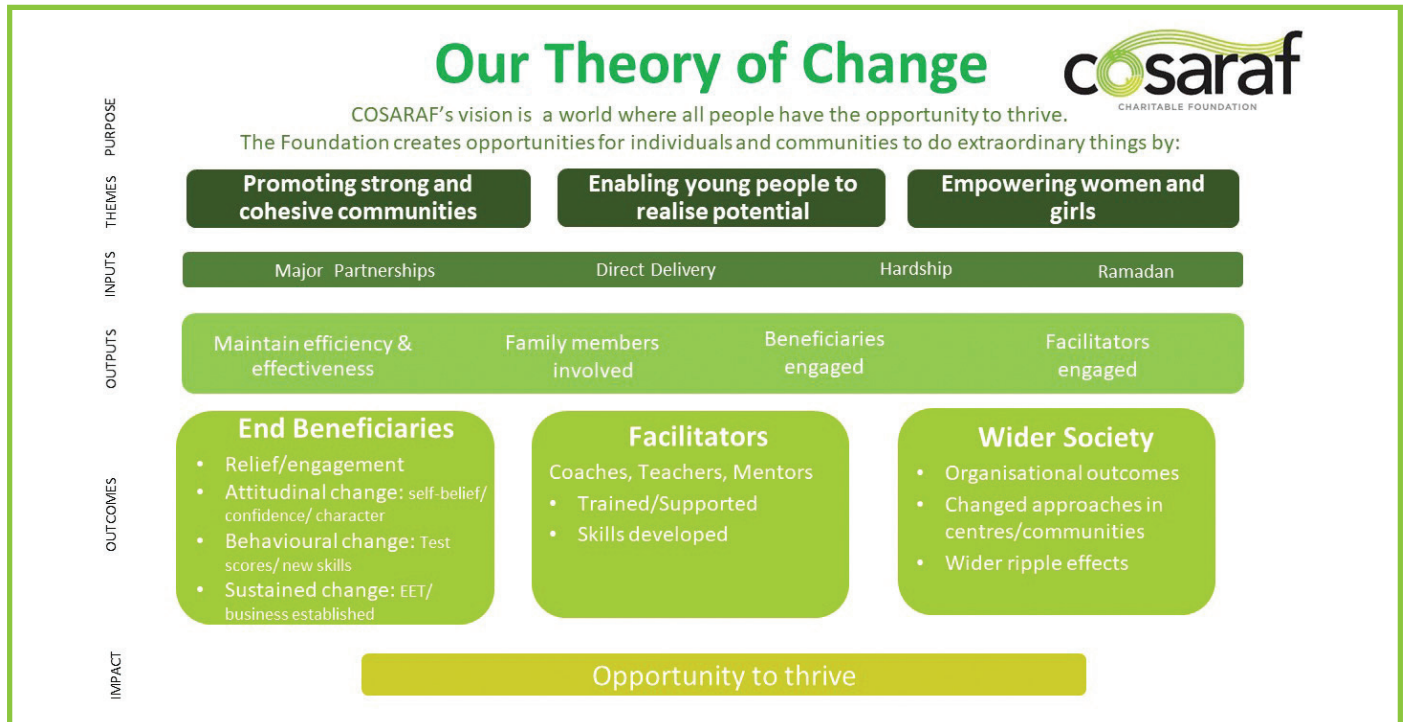 Our Theory of Change
cosaraf
CHARITABLE FOUNDATION
PURPOSE
COSARAF's vision is a world where all people have the opportunity to thrive.
The Foundation creates opportunities for individuals and communities to do extraordinary things by:
THEMES
Promoting strong and
cohesive communities
Enabling young people to
realise potential
Empowering women and
girls
INPUTS
Major Partnerships
Direct Delivery
Hardship
Ramadan
OUTPUTS
Maintain efficiency &
effectiveness
Family members
involved
Beneficiaries
engaged
Facilitators
engaged
OUTCOMES
End Beneficiaries
• Relief/engagement
• Attitudinal change: self-belief/
confidence/ character
• Behavioural change: Test
scores/ new skills
• Sustained change: EET/
business established
Facilitators
Coaches, Teachers, Mentors
• Trained/Supported
• Skills developed
Wider Society
• Organisational outcomes
• Changed approaches in
centres/communities
• Wider ripple effects
IMPACT
Opportunity to thrive